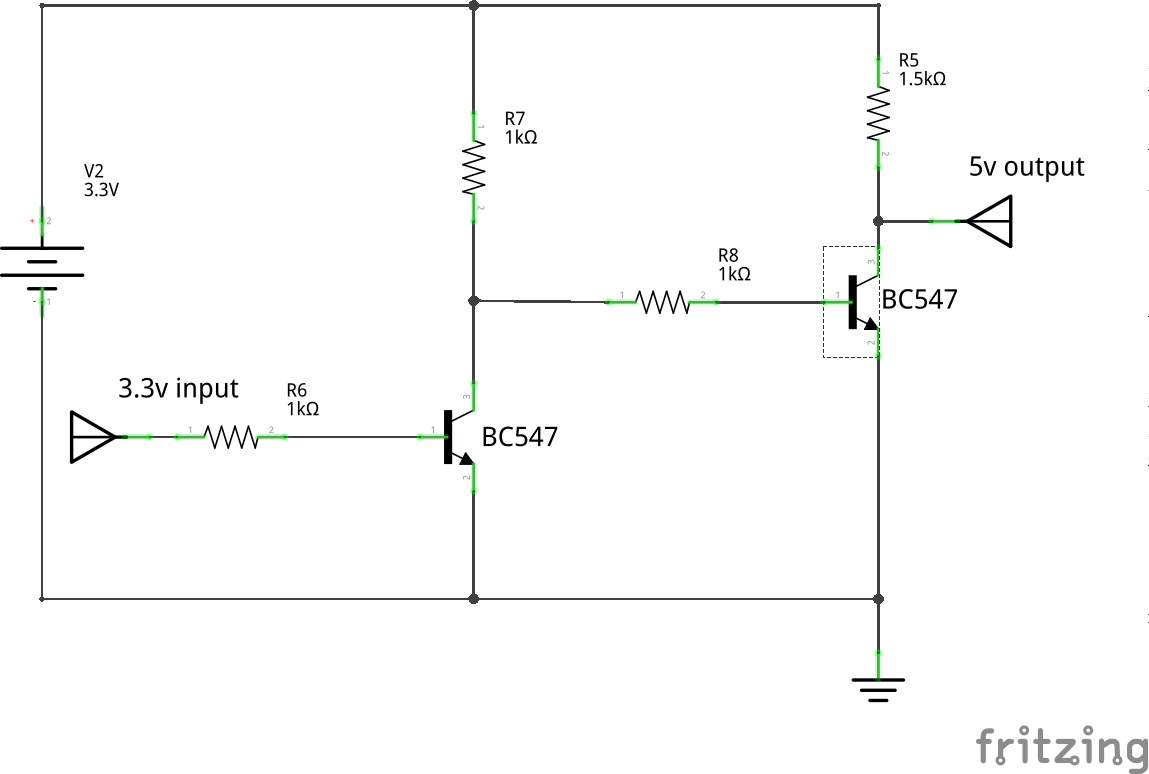 R5
1.5kΩ
R7
1kΩ
5v output
V2
3.3V
1
2
1
2
+
2
-
1
R8
1kΩ
1
2
1
3
2
BC547
3.3v input
R6
1kΩ
1
2
1
3
2
BC547
fritzing